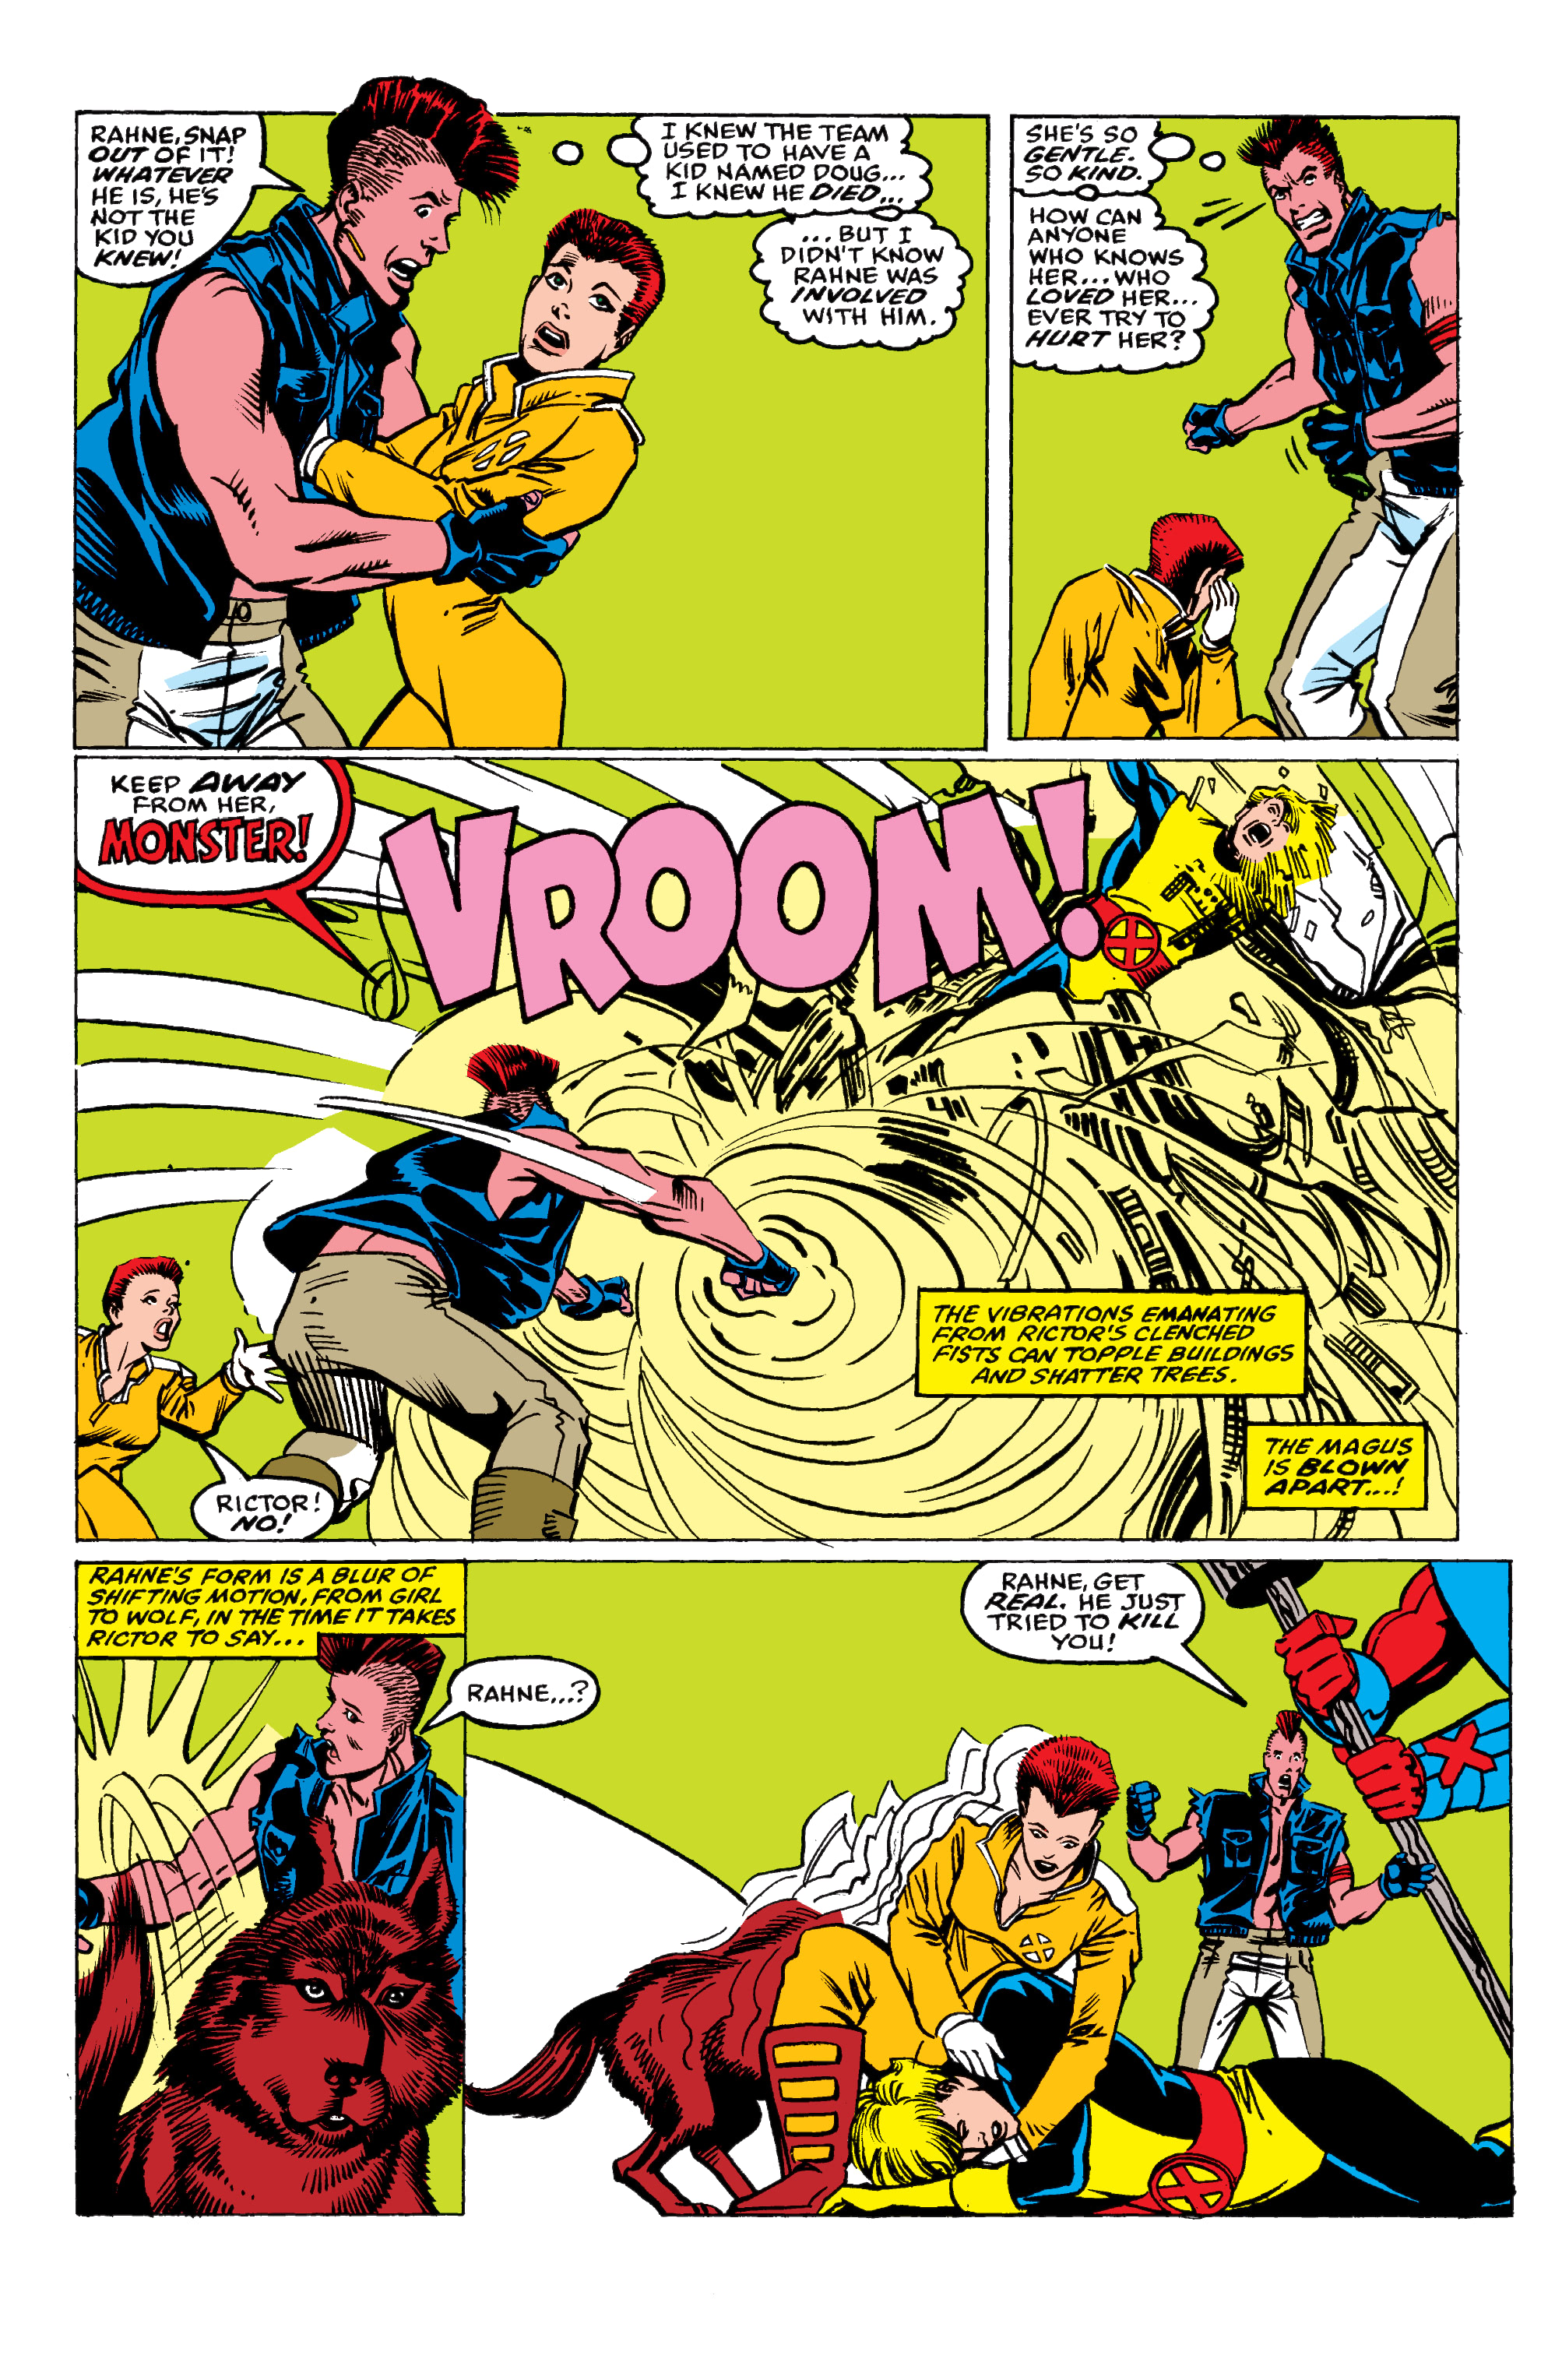 RAHNE, SNAP
OUT OF IT!
WHATEVER
HE IS, HE'S
NOT THE
KID YOU
KNEW!
I KNEW THE TEAM
USED TO HAVE A
KID NAMED DOUG...
I KNEW HE DIED...
...BUT I
DIDN'T KNOW
RAHNE WAS
INVOLVED
WITH HIM.
SHE'S SO
GENTLE.
SO KIND.
HOW CAN
ANYONE
WHO KNOWS
HER...WHO
LOVED HER...
EVER TRY TO
HURT HER?
KEEP AWAY
FROM HER,
MONSTER!
VROOM!
THE VIBRATIONS EMANATING
FROM RICTOR'S CLENCHED
FISTS CAN TOPPLE BUILDINGS
AND SHATTER TREES.
THE MAGUS
IS BLOWN
APART...!
RICTOR!
NO!
RAHNE'S FORM IS A BLUR OF
SHIFTING MOTION, FROM GIRL
TO WOLF, IN THE TIME IT TAKES
RICTOR TO SAY...
RAHNE...?
RAHNE, GET
REAL. HE JUST
TRIED TO KILL
YOU!